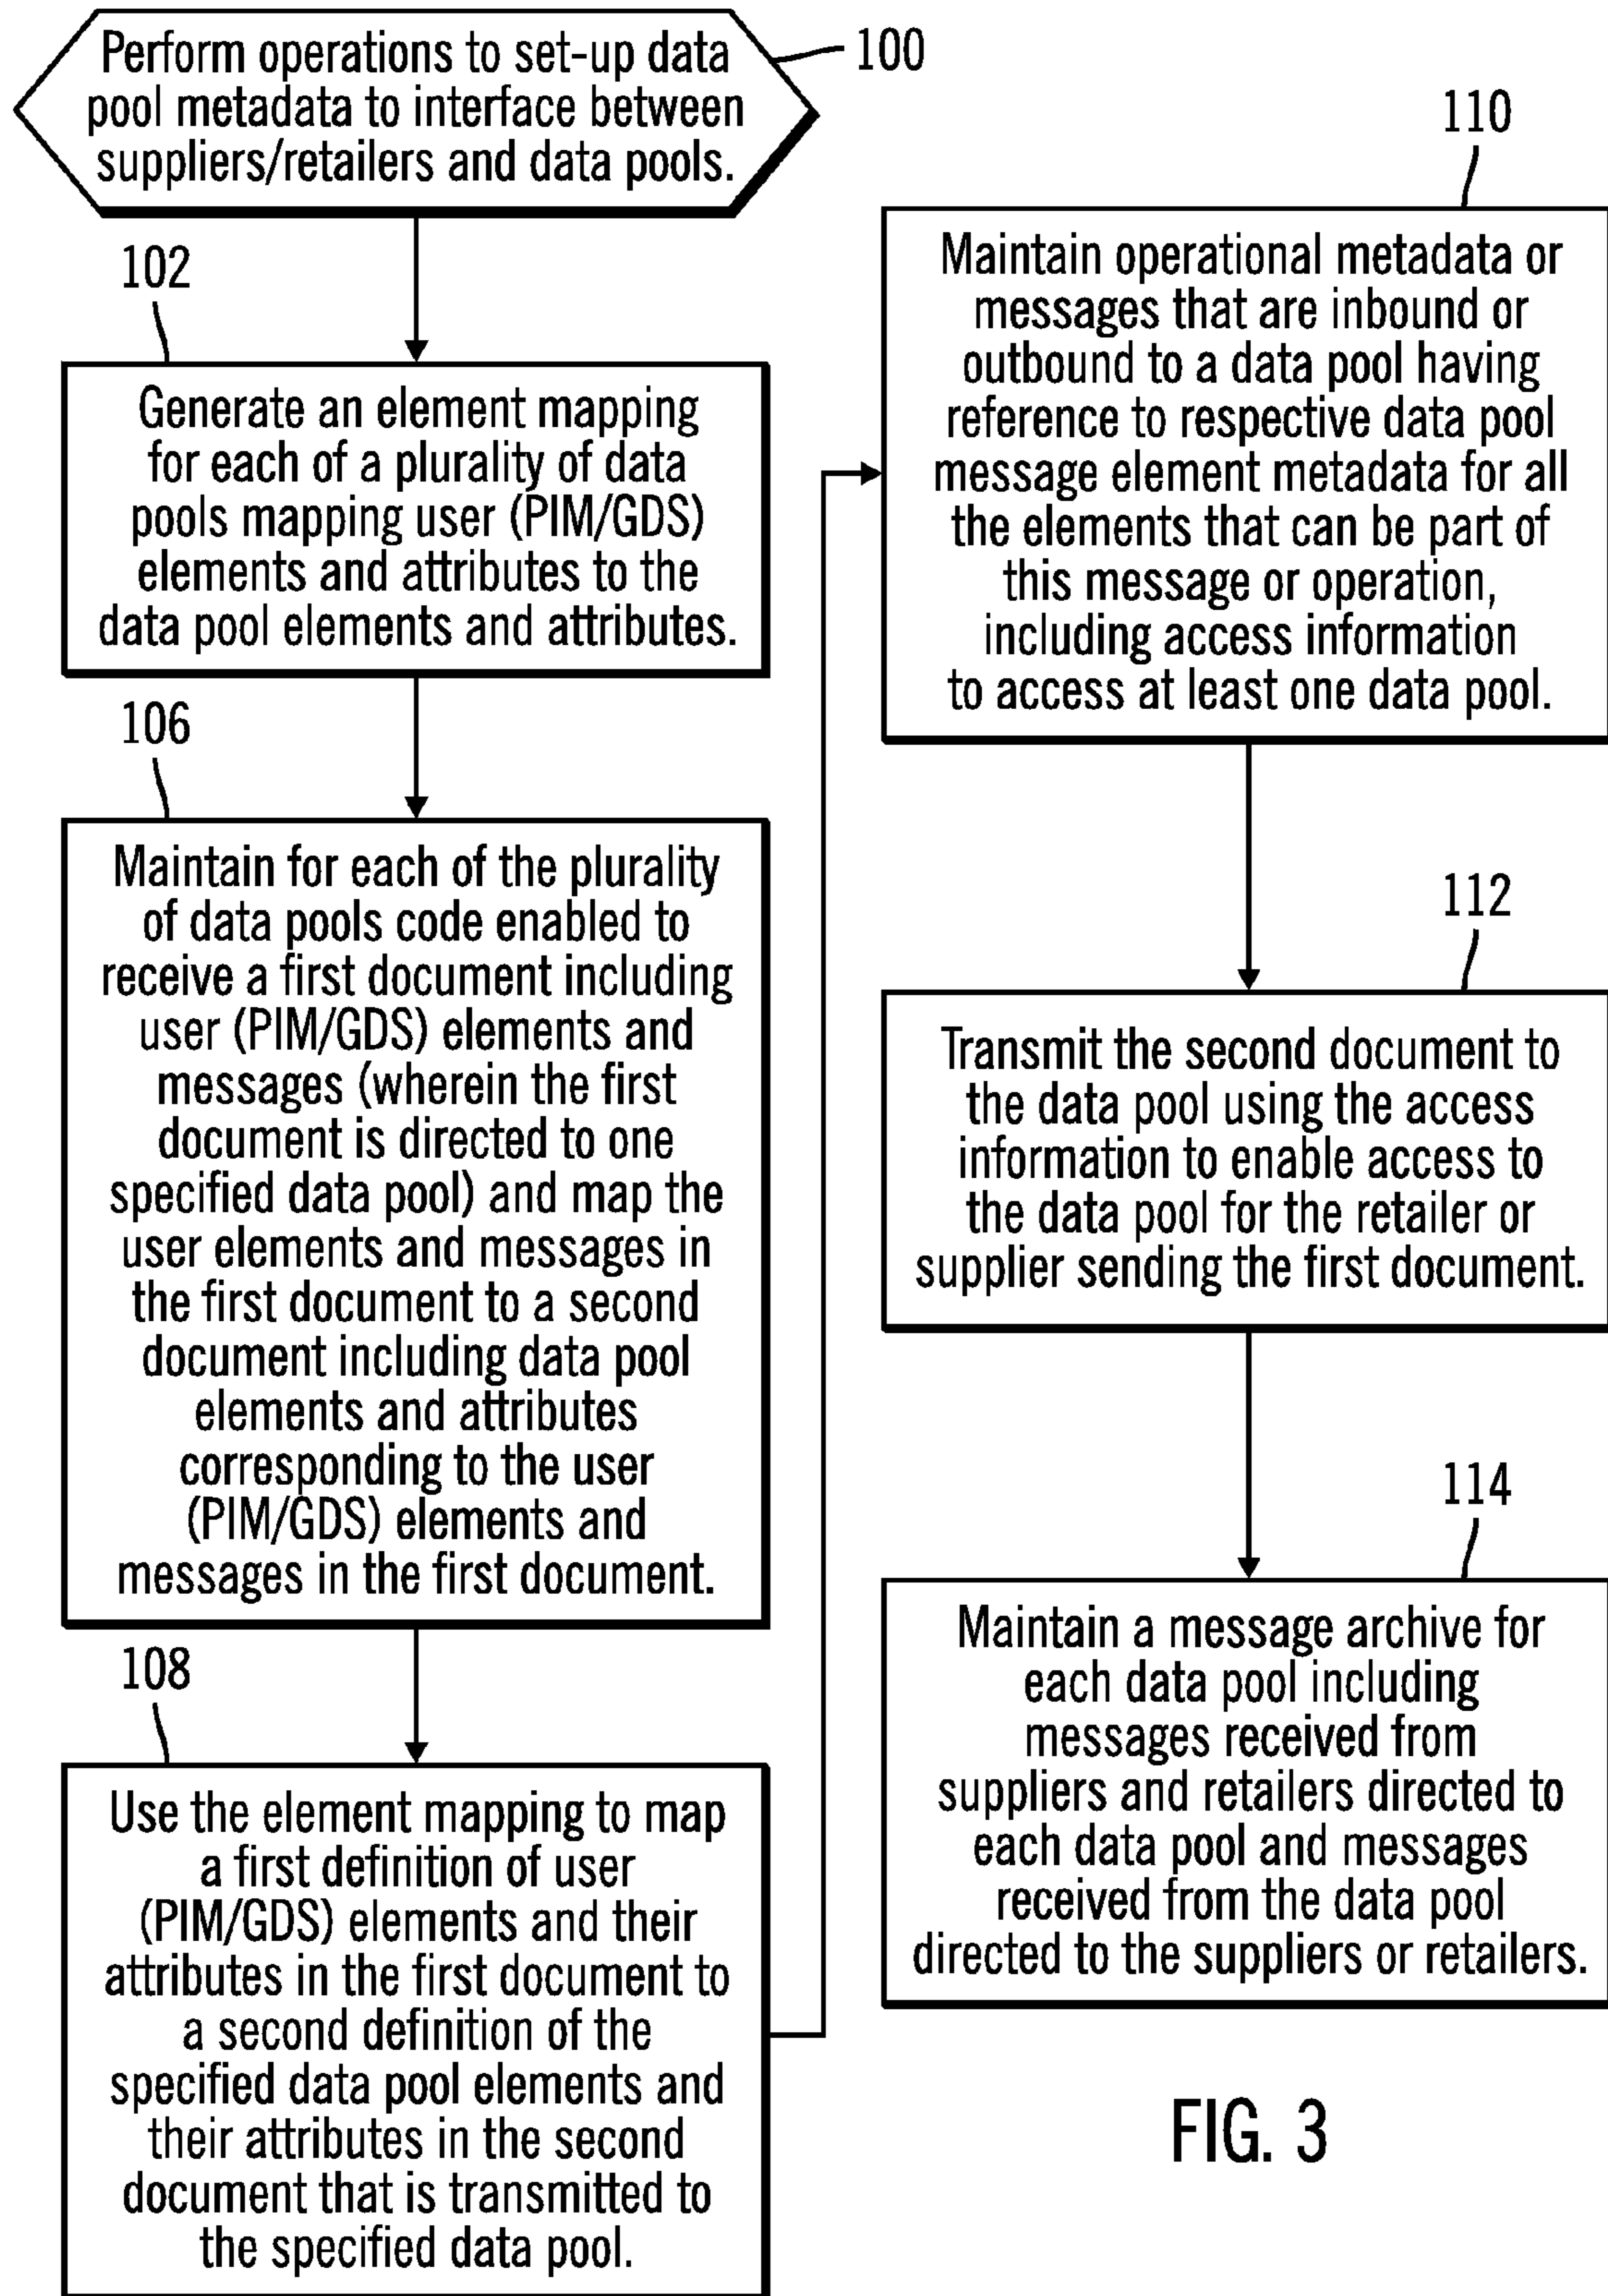 Perform operations to set-up data
pool metadata to interface between
suppliers/retailers and data pools.
100
102
Generate an element mapping
for each of a plurality of data
pools mapping user (PIM/GDS)
elements and attributes to the
data pool elements and attributes.
106
Maintain for each of the plurality
of data pools code enabled to
receive a first document including
user (PIM/GDS) elements and
messages (wherein the first
document is directed to one
specified data pool) and map the
user elements and messages in
the first document to a second
document including data pool
elements and attributes
corresponding to the user
(PIM/GDS) elements and
messages in the first document.
108
Use the element mapping to map
a first definition of user
(PIM/GDS) elements and their
attributes in the first document to
a second definition of the
specified data pool elements and
their attributes in the second
document that is transmitted to
the specified data pool.
110
Maintain operational metadata or
messages that are inbound or
outbound to a data pool having
reference to respective data pool
message element metadata for all
the elements that can be part of
this message or operation,
including access information
to access at least one data pool.
112
Transmit the second document to
the data pool using the access
information to enable access to
the data pool for the retailer or
supplier sending the first document.
114
Maintain a message archive for
each data pool including
messages received from
suppliers and retailers directed to
each data pool and messages
received from the data pool
directed to the suppliers or retailers.
FIG. 3